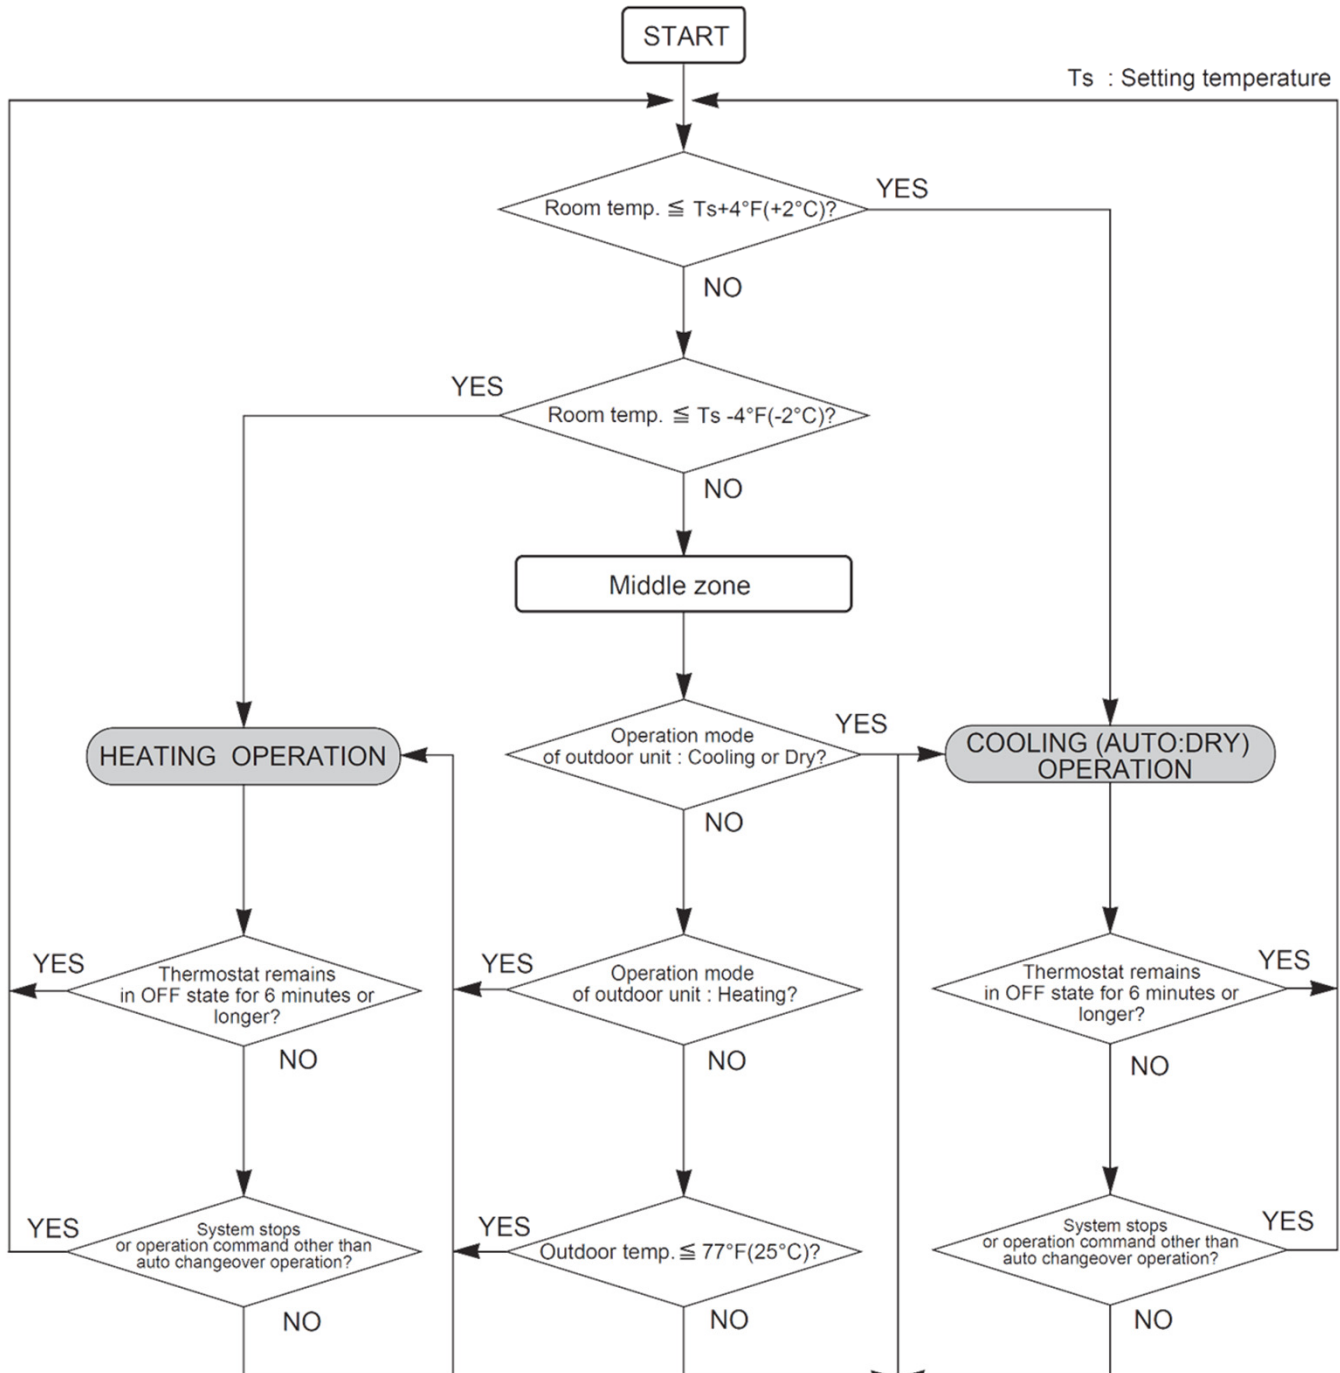 START
Ts : Setting temperature
Room temp. ≦ Ts+4°F(+2°C)?
YES
NO
YES
Room temp. ≦ Ts -4°F(-2°C)?
NO
Middle zone
Operation mode
of outdoor unit : Cooling or Dry?
YES
NO
HEATING OPERATION
COOLING (AUTO:DRY)
OPERATION
YES
Thermostat remains
in OFF state for 6 minutes or
longer?
NO
YES
Operation mode
of outdoor unit : Heating?
NO
Thermostat remains
in OFF state for 6 minutes or
longer?
YES
NO
YES
System stops
or operation command other than
auto changeover operation?
NO
YES
Outdoor temp. ≦ 77°F(25°C)?
NO
System stops
or operation command other than
auto changeover operation?
YES
NO